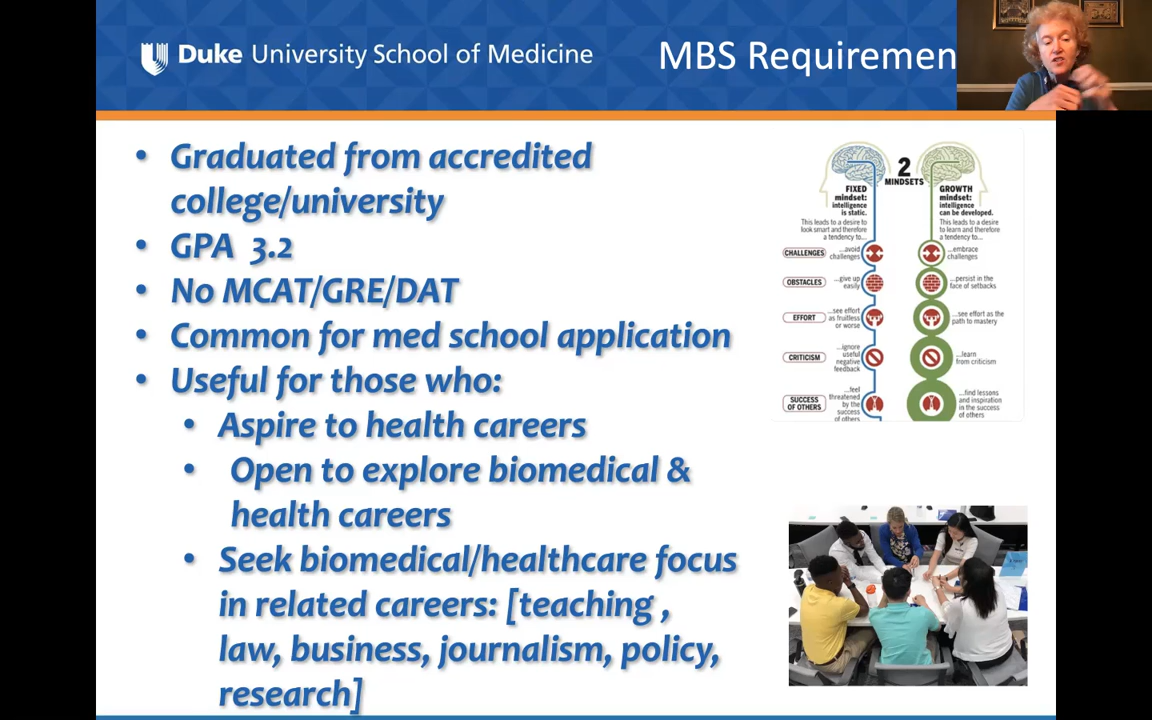 Duke University School of Medicine
MBS Requiremen
• Graduated from accredited
college/university
• GPA 3.2
• No MCAT/GRE/DAT
• Common for med school application
• Useful for those who:
• Aspire to health careers
• Open to explore biomedical &
health careers
• Seek biomedical/healthcare focus
in related careers: [teaching ,
law, business, journalism, policy,
research]
2
MINDSETS
FIXED
mindset:
intelligence
is static.
This leads to a desire to
look smart and therefore
a tendency to...
GROWTH
mindset:
intelligence
can be developed.
This leads to a desire
to learn and therefore
a tendency to...
CHALLENGES
...avoid
challenges
...embrace
challenges
OBSTACLES
...give up
easily
...persist in the
face of setbacks
EFFORT
...see effort
as fruitless
or worse
...see effort as the
path to mastery
CRITICISM
...ignore
useful
negative
feedback
...learn
from criticism
SUCCESS
OF OTHERS
...feel
threatened
by the
success
of others
...find lessons
and inspiration
in the success
of others